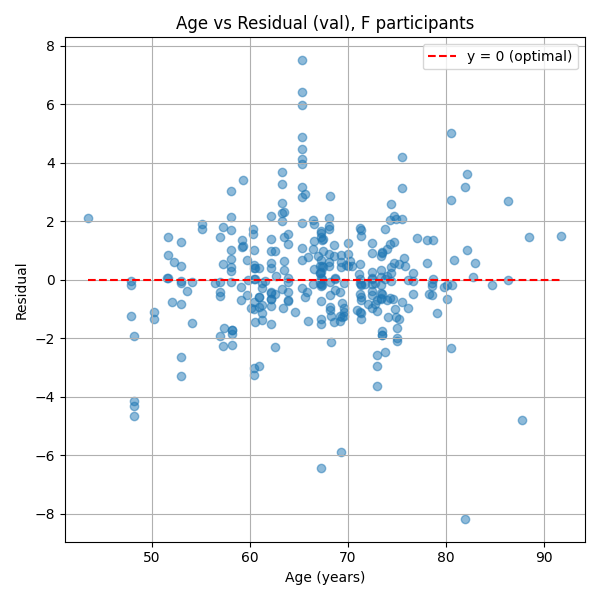 Age vs Residual (val), F participants
y = 0 (optimal)
8
6
4
2
0
−2
−4
−6
−8
Residual
50 60 70 80 90
Age (years)